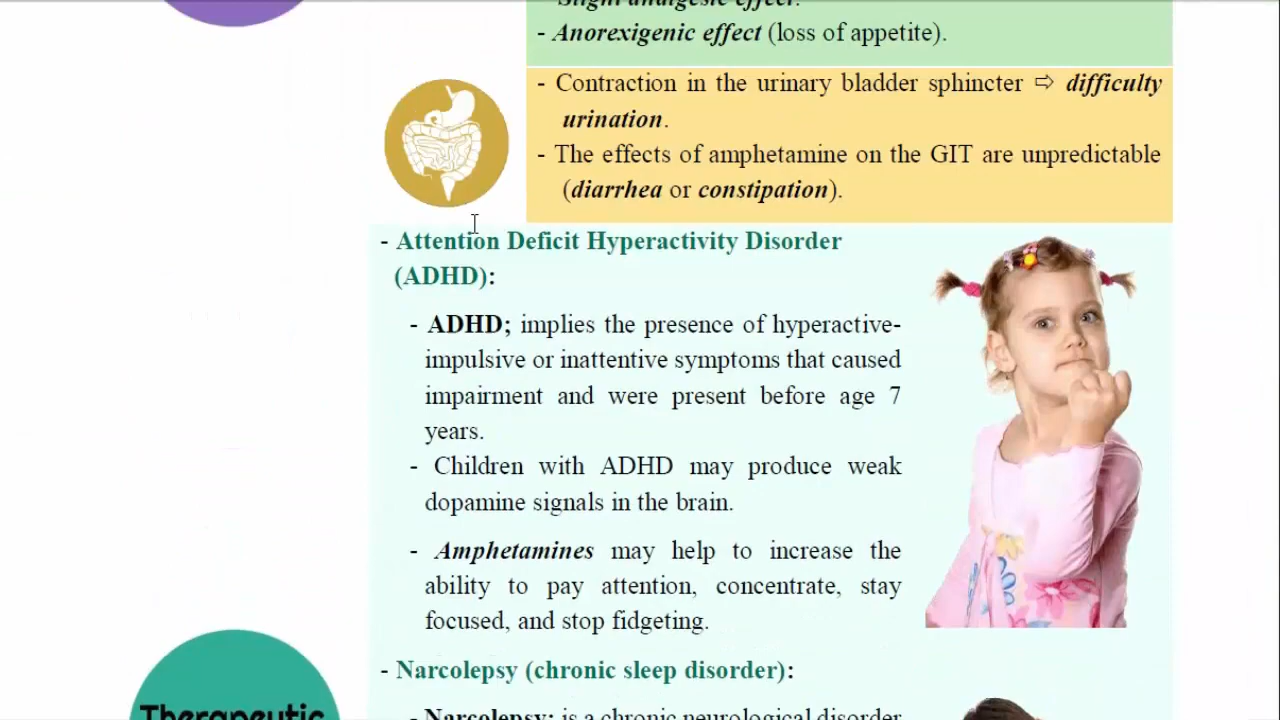 Slight analgesic effect.
- Anorexigenic effect (loss of appetite).
- Contraction in the urinary bladder sphincter ⇨ difficulty
urination.
- The effects of amphetamine on the GIT are unpredictable
(diarrhea or constipation).
- Attention Deficit Hyperactivity Disorder
(ADHD):
- ADHD; implies the presence of hyperactive-
impulsive or inattentive symptoms that caused
impairment and were present before age 7
years.
- Children with ADHD may produce weak
dopamine signals in the brain.
- Amphetamines may help to increase the
ability to pay attention, concentrate, stay
focused, and stop fidgeting.
- Narcolepsy (chronic sleep disorder):
Therapeutic
- Narcolepsy: is a chronic neurological disorder